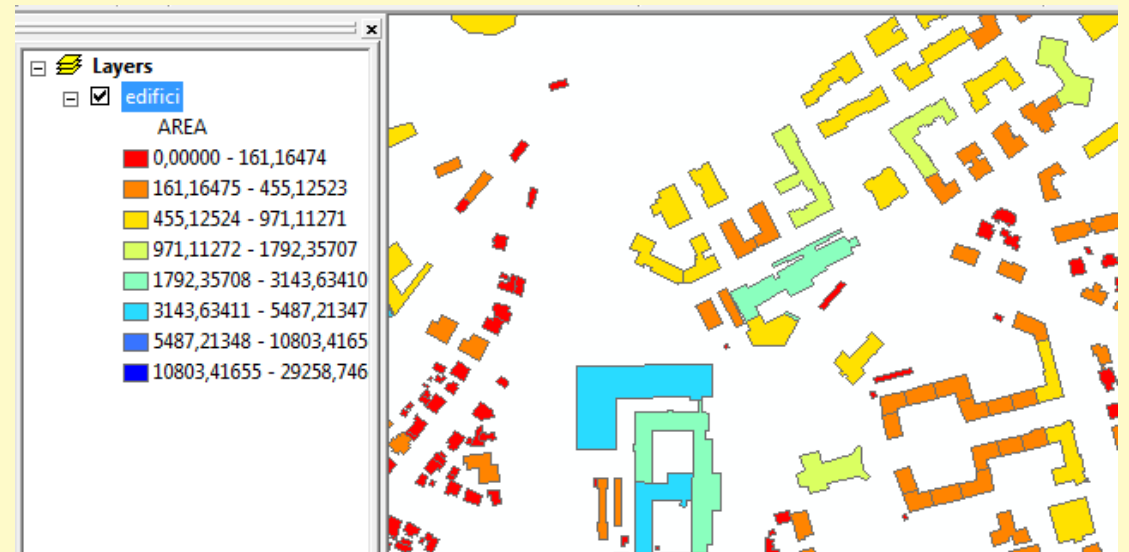 Layers
edifici
AREA
0,00000 - 161,16474
161,16475 - 455,12523
455,12524 - 971,11271
971,11272 - 1792,35707
1792,35708 - 3143,63410
3143,63411 - 5487,21347
5487,21348 - 10803,4165
10803,41655 - 29258,746